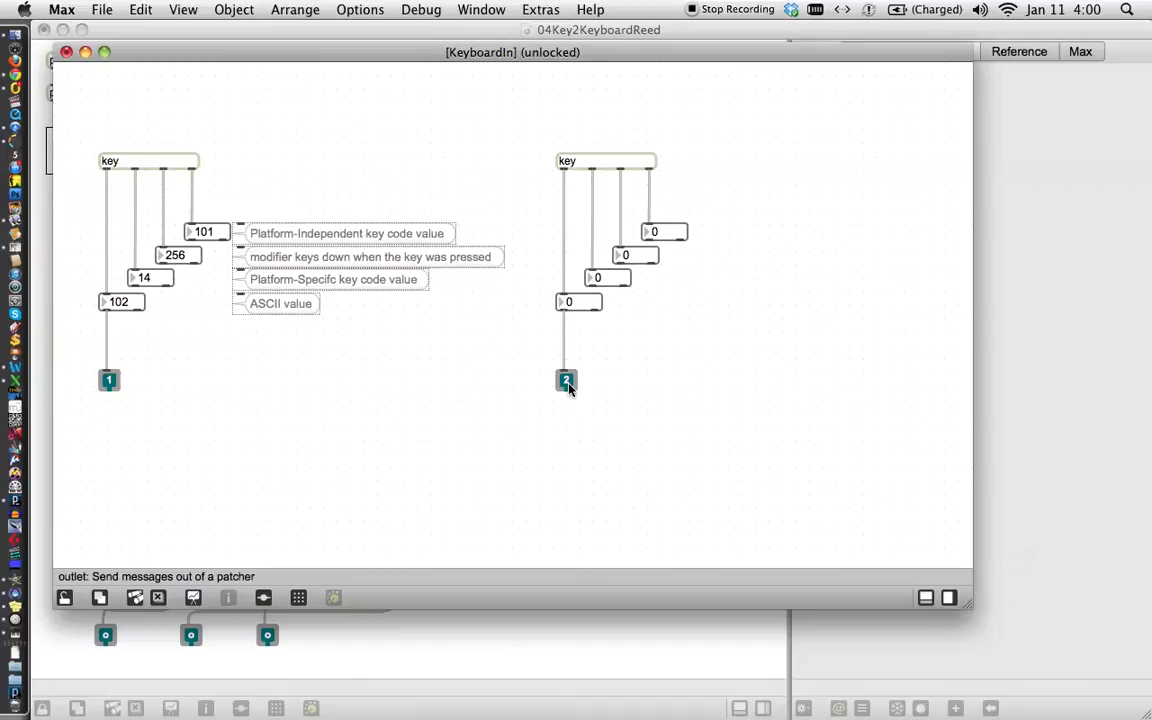 Max File Edit View Object Arrange Options Debug Window Extras Help Stop Recording (Charged) Jan 11 4:00
04Key2KeyboardReed
[KeyboardIn] (unlocked)
Reference Max
key key
101 Platform-Independent key code value 0
256 modifier keys down when the key was pressed 0
14 Platform-Specifc key code value 0
102 ASCII value 0
1 2
outlet: Send messages out of a patcher